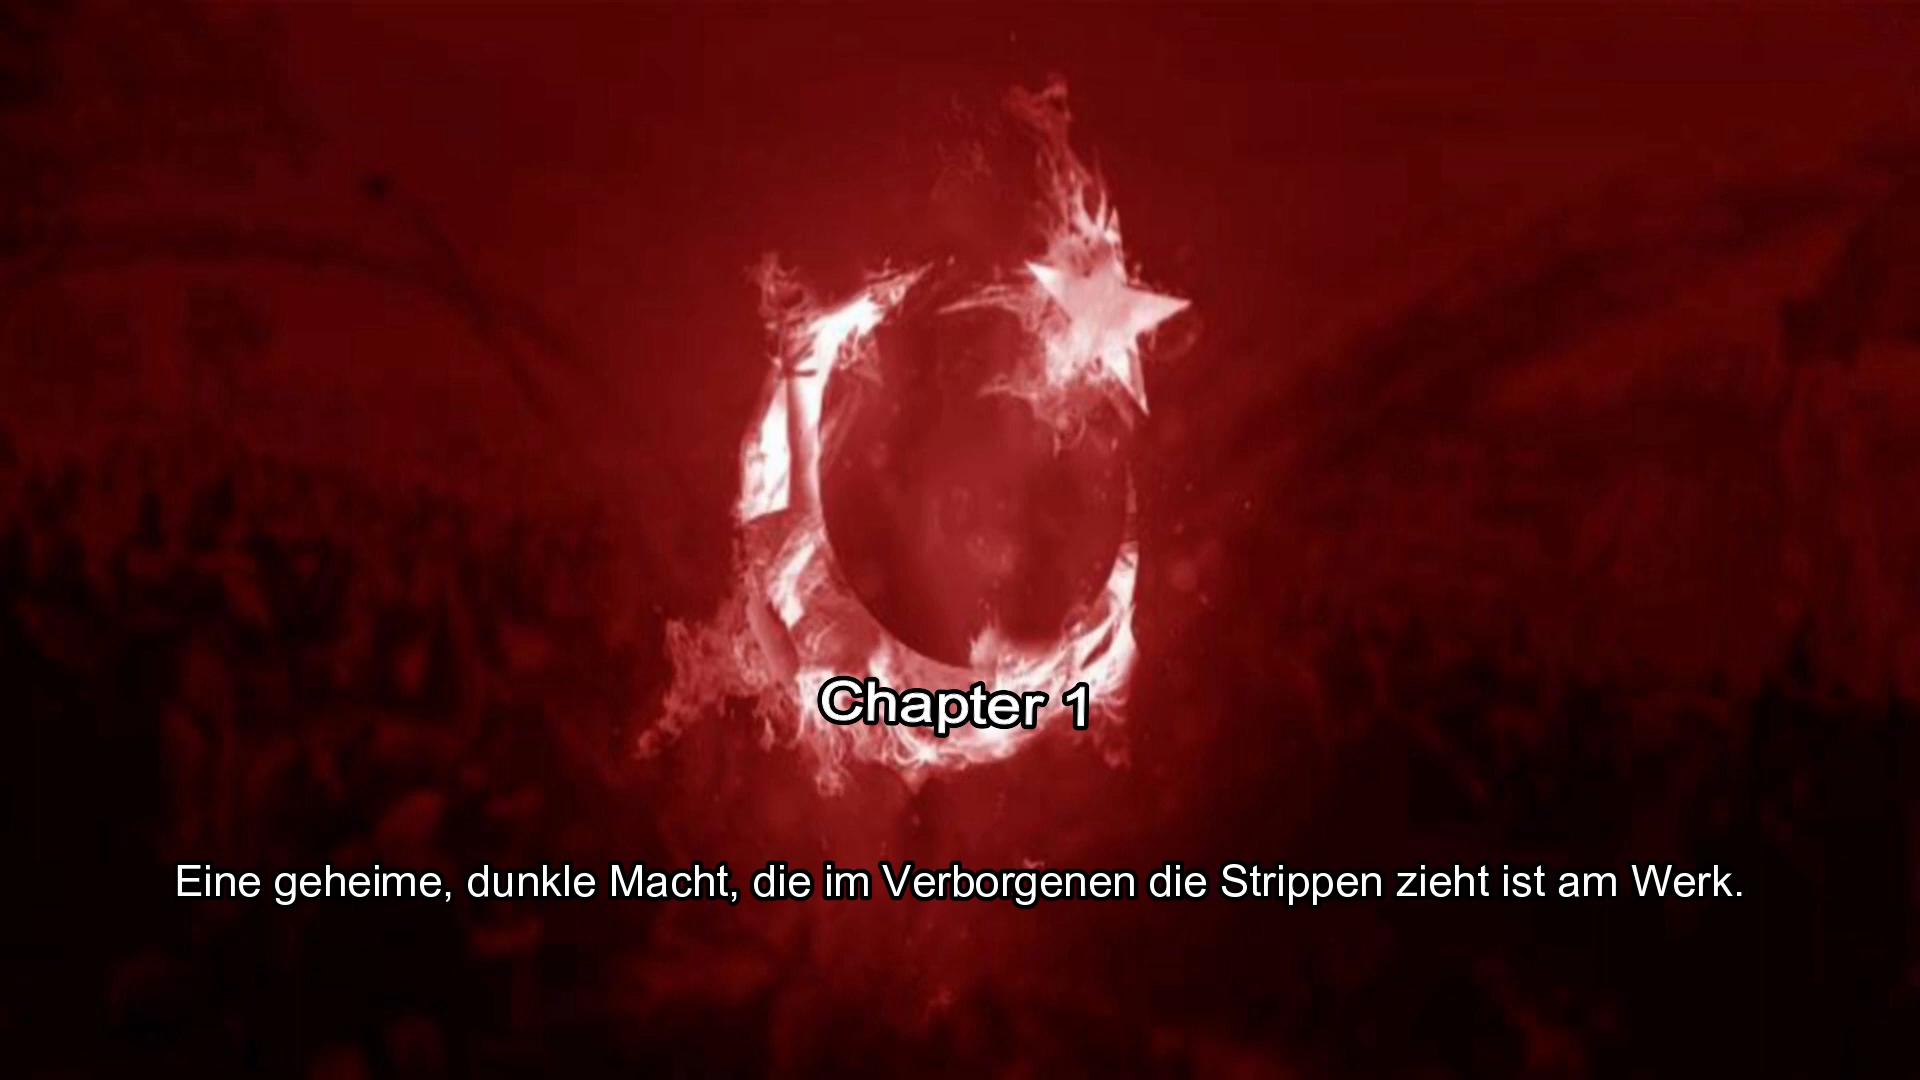 Chapter 1
Eine geheime, dunkle Macht, die im Verborgenen die Strippen zieht ist am Werk.